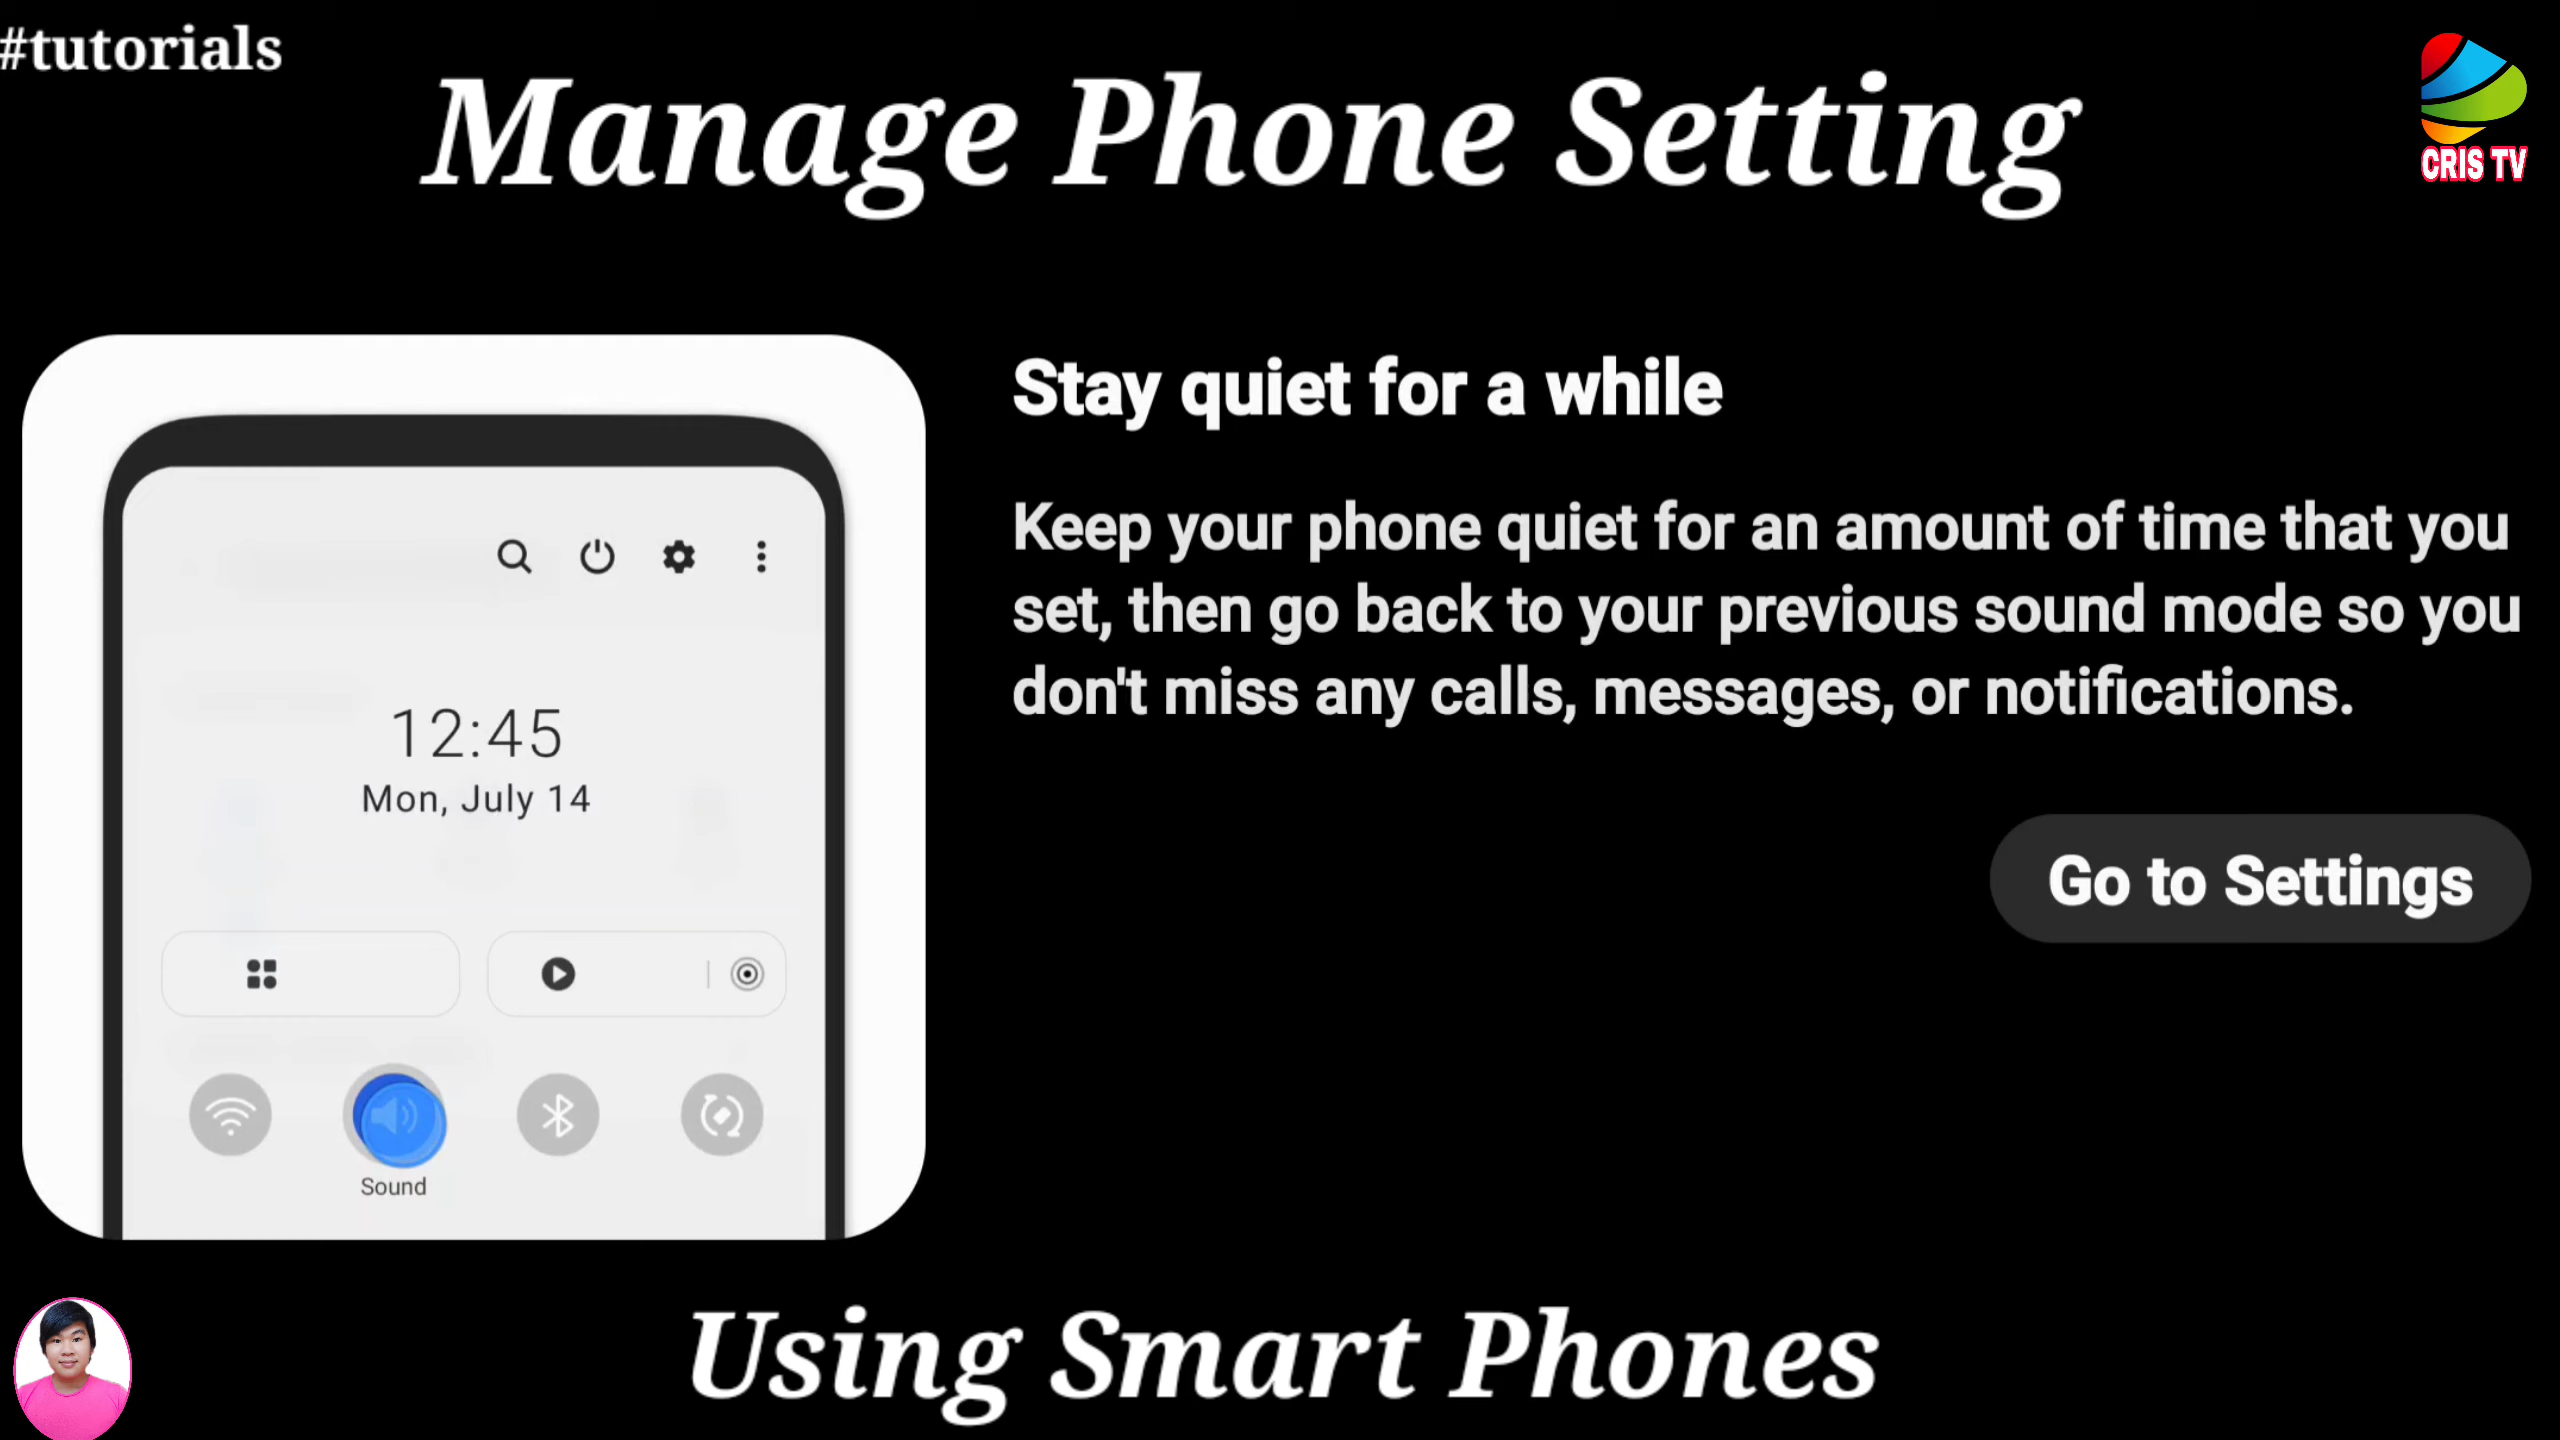 #tutorials
Manage Phone Setting
CRIS TV
Stay quiet for a while
Keep your phone quiet for an amount of time that you
set, then go back to your previous sound mode so you
don't miss any calls, messages, or notifications.
Go to Settings
12:45
Mon, July 14
Sound
Using Smart Phones